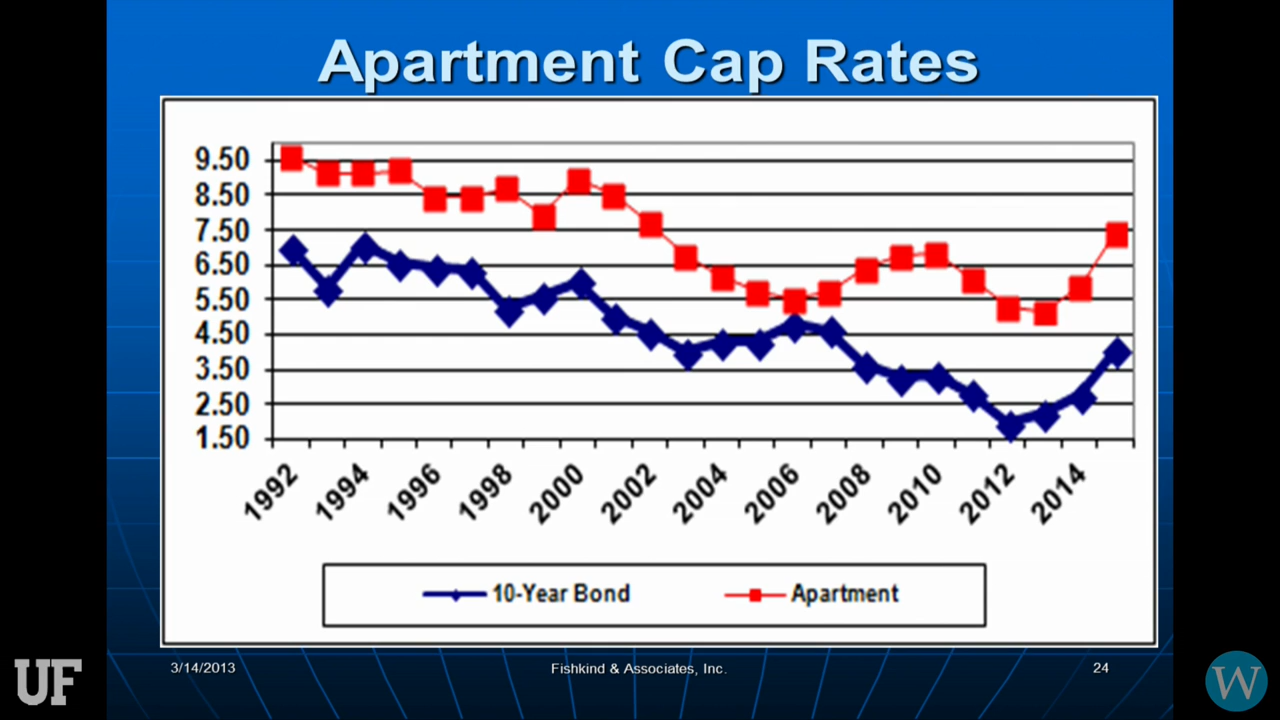 Apartment Cap Rates
9.50
8.50
7.50
6.50
5.50
4.50
3.50
2.50
1.50
1992 1994 1996 1998 2000 2002 2004 2006 2008 2010 2012 2014
10-Year Bond Apartment
3/14/2013 Fishkind & Associates, Inc. 24
UF W